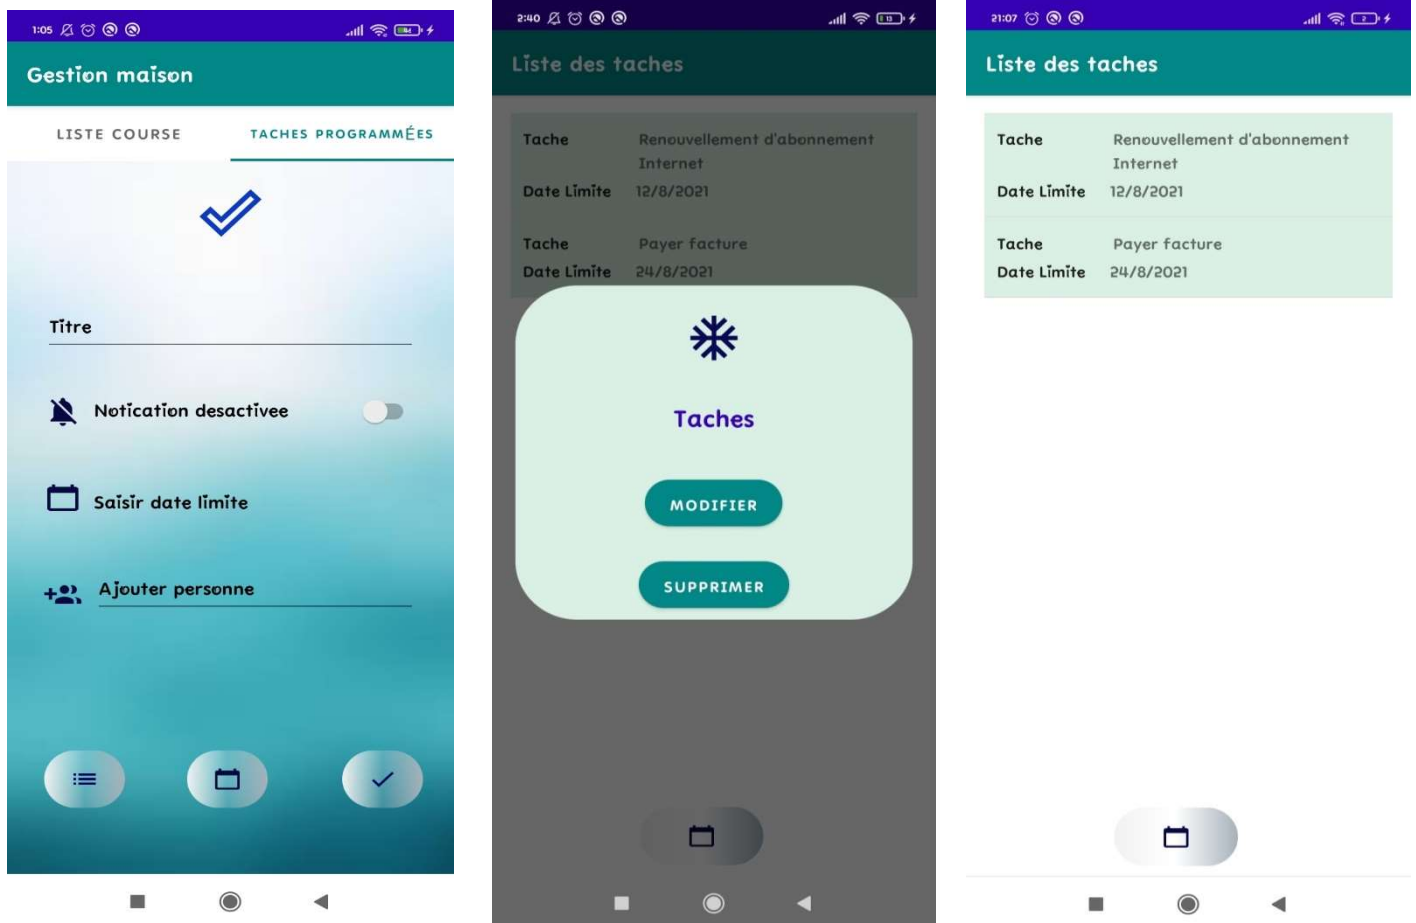 1:05
Gestion maison
LISTE COURSE TACHES PROGRAMMÉES
Titre
Notication desactivee
Saisir date limite
Ajouter personne
2:40
13
Liste des taches
Tache Renouvellement d'abonnement
Internet
Date Limite 12/8/2021
Tache Payer facture
Date Limite 24/8/2021
Taches
MODIFIER
SUPPRIMER
21:07
2
Liste des taches
Tache Renouvellement d'abonnement
Internet
Date Limite 12/8/2021
Tache Payer facture
Date Limite 24/8/2021